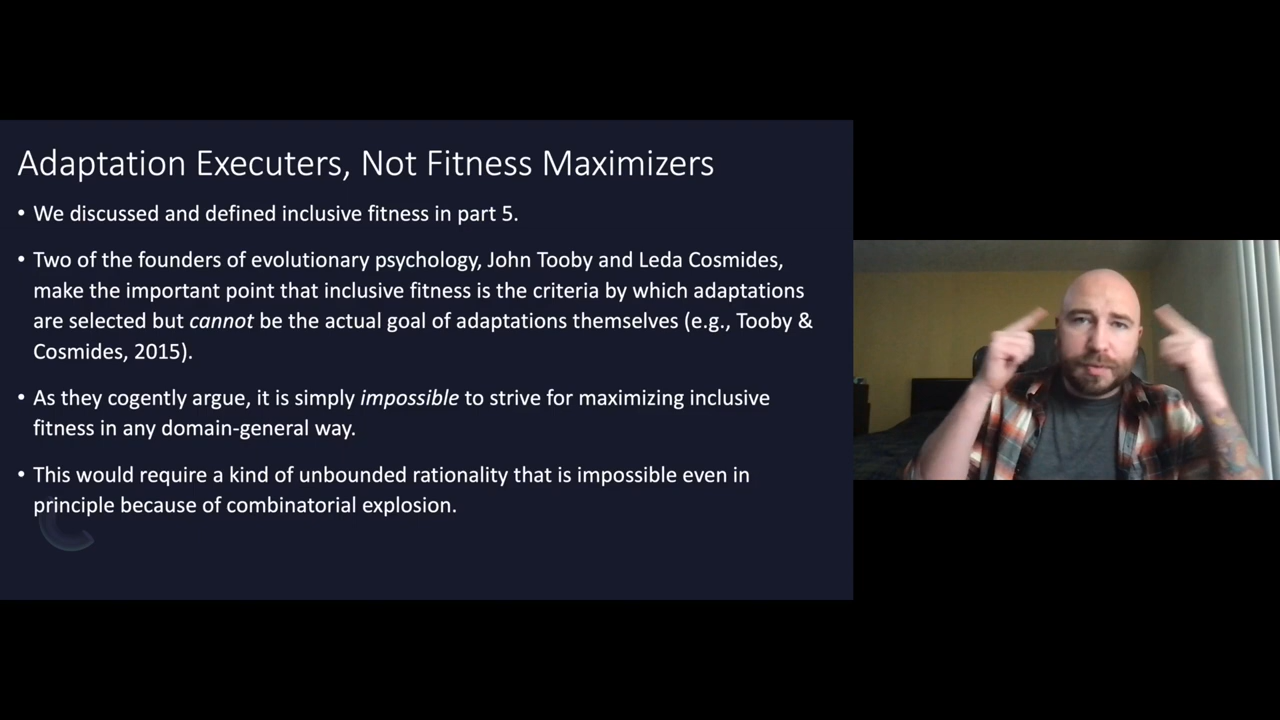 Adaptation Executers, Not Fitness Maximizers
• We discussed and defined inclusive fitness in part 5.
• Two of the founders of evolutionary psychology, John Tooby and Leda Cosmides,
make the important point that inclusive fitness is the criteria by which adaptations
are selected but cannot be the actual goal of adaptations themselves (e.g., Tooby &
Cosmides, 2015).
• As they cogently argue, it is simply impossible to strive for maximizing inclusive
fitness in any domain-general way.
• This would require a kind of unbounded rationality that is impossible even in
principle because of combinatorial explosion.